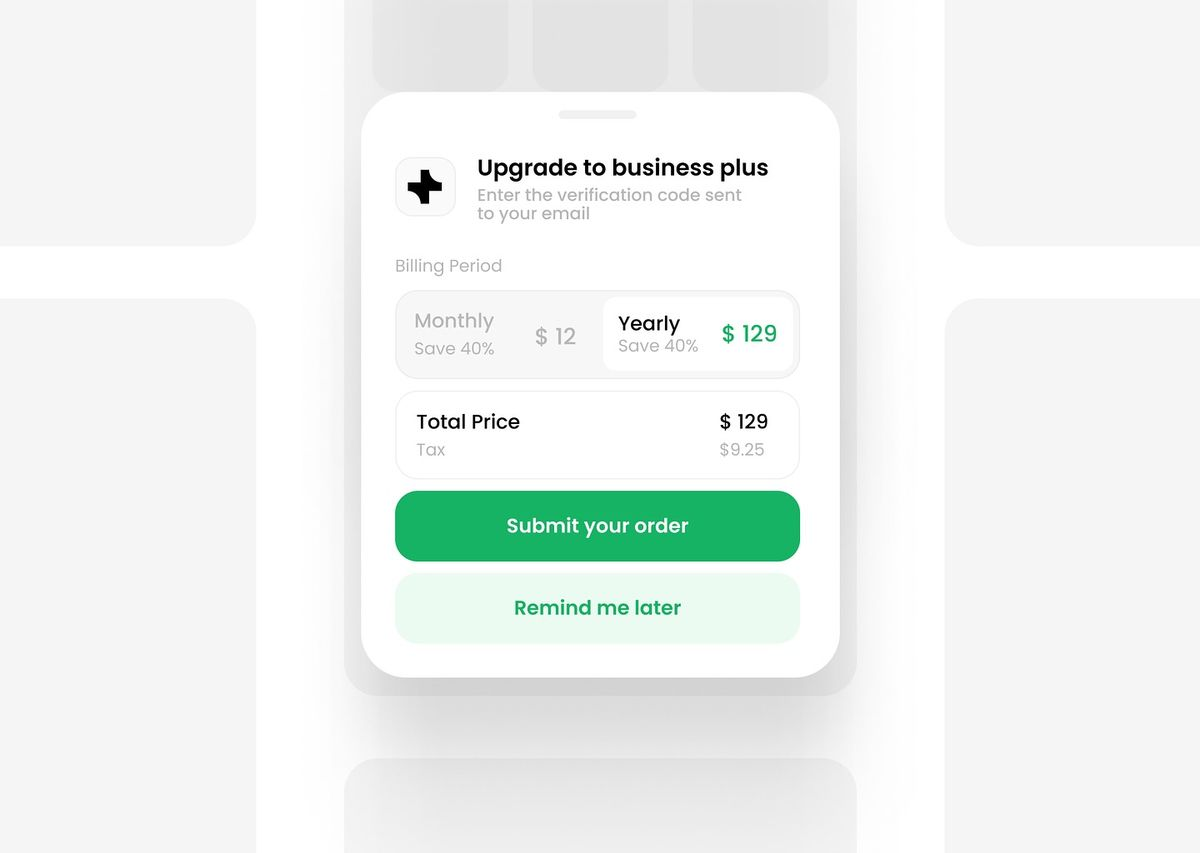 Upgrade to business plus
Enter the verification code sent
to your email
Billing Period
Monthly
Save 40%
$ 12
Yearly
Save 40%
$ 129
Total Price
$ 129
Tax
$9.25
Submit your order
Remind me later